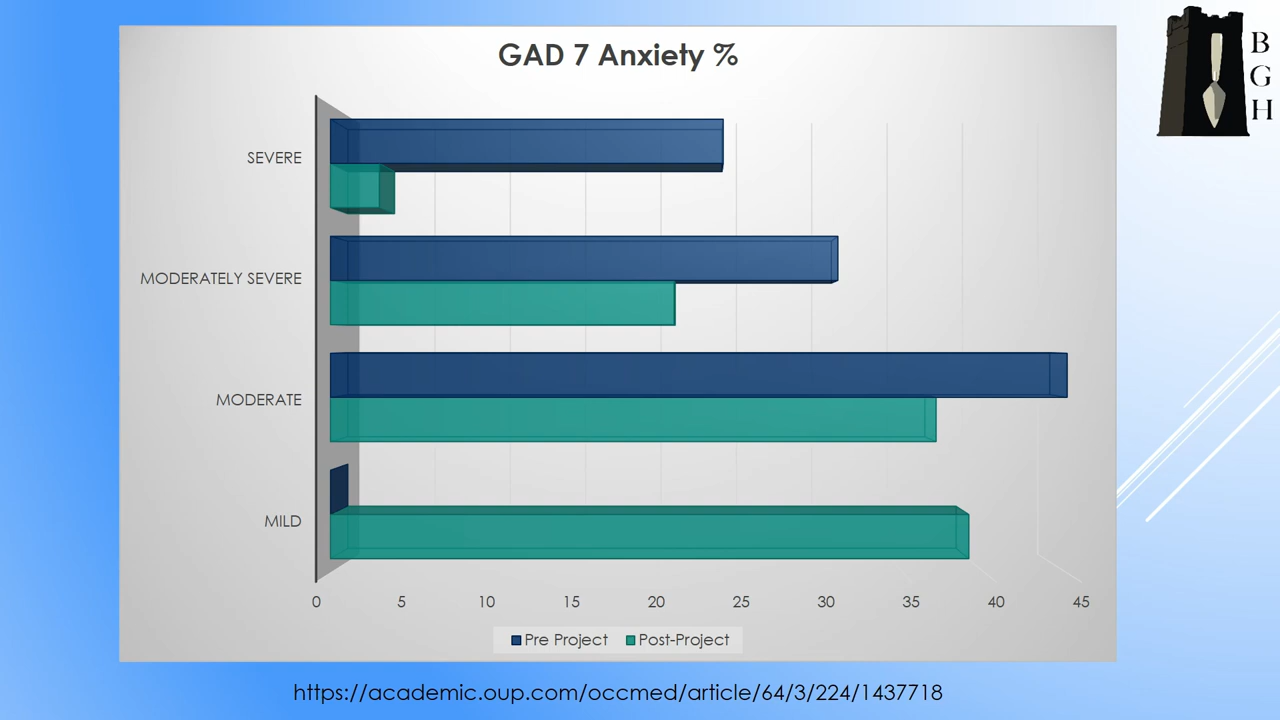 GAD 7 Anxiety %
B
G
H
SEVERE
MODERATELY SEVERE
MODERATE
MILD
0 5 10 15 20 25 30 35 40 45
Pre Project Post-Project
https://academic.oup.com/occmed/article/64/3/224/1437718